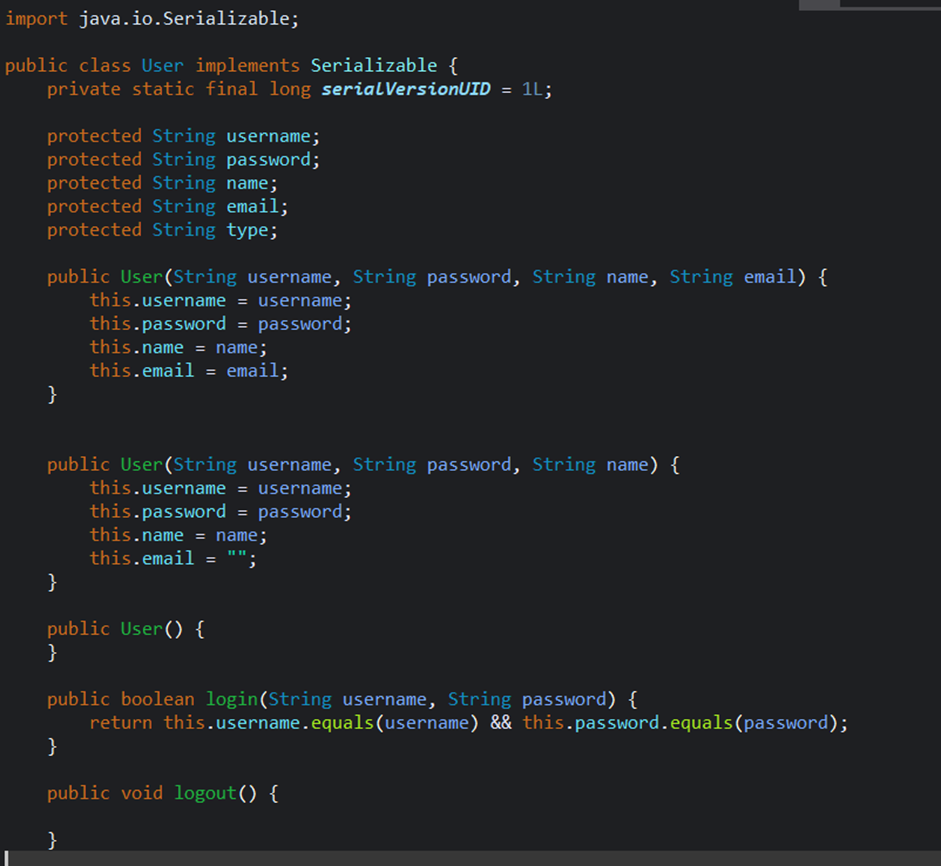 import java.io.Serializable;
public class User implements Serializable {
private static final long serialVersionUID = 1L;
protected String username;
protected String password;
protected String name;
protected String email;
protected String type;
public User(String username, String password, String name, String email) {
this.username = username;
this.password = password;
this.name = name;
this.email = email;
}
public User(String username, String password, String name) {
this.username = username;
this.password = password;
this.name = name;
this.email = "";
}
public User() {
}
public boolean login(String username, String password) {
return this.username.equals(username) && this.password.equals(password);
}
public void logout() {
}